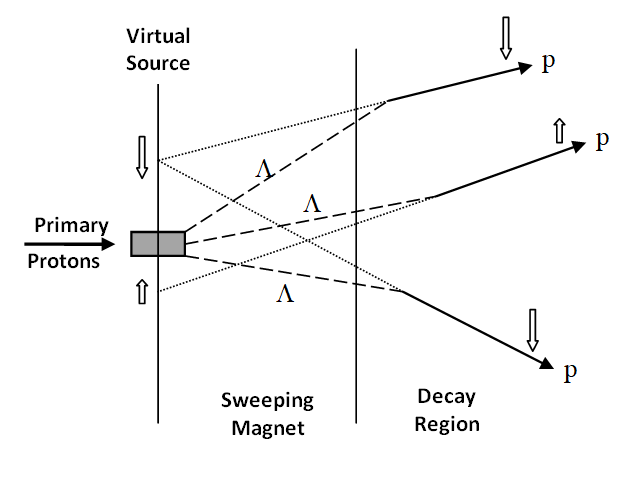 Virtual
Source
p
p
Λ
Λ
Primary
Protons
Λ
p
Sweeping
Magnet
Decay
Region